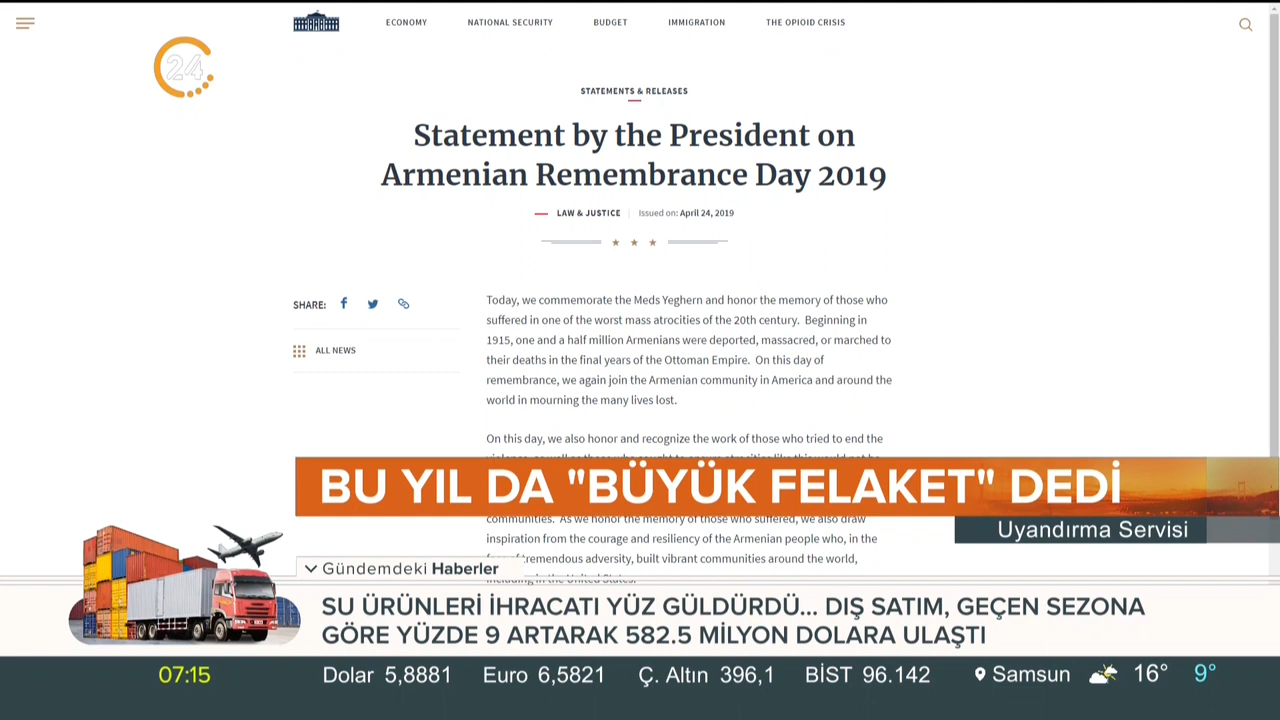 ECONOMY NATIONAL SECURITY BUDGET IMMIGRATION THE OPIOID CRISIS
24
STATEMENTS & RELEASES
Statement by the President on
Armenian Remembrance Day 2019
LAW & JUSTICE Issued on: April 24, 2019
SHARE:
ALL NEWS
Today, we commemorate the Meds Yeghern and honor the memory of those who
suffered in one of the worst mass atrocities of the 20th century. Beginning in
1915, one and a half million Armenians were deported, massacred, or marched to
their deaths in the final years of the Ottoman Empire. On this day of
remembrance, we again join the Armenian community in America and around the
world in mourning the many lives lost.
On this day, we also honor and recognize the work of those who tried to end the
BU YIL DA "BÜYÜK FELAKET" DEDİ
communities. As we honor the memory of those who suffered, we also draw
Uyandırma Servisi
inspiration from the courage and resiliency of the Armenian people who, in the
tremendous adversity, built vibrant communities around the world,
Gündemdeki Haberler
in the United States.
SU ÜRÜNLERİ İHRACATI YÜZ GÜLDÜRDÜ... DIŞ SATIM, GEÇEN SEZONA
GÖRE YÜZDE 9 ARTARAK 582.5 MİLYON DOLARA ULAŞTI
07:15 Dolar 5,8881 Euro 6,5821 Ç. Altın 396,1 BİST 96.142 Samsun 16° 9°